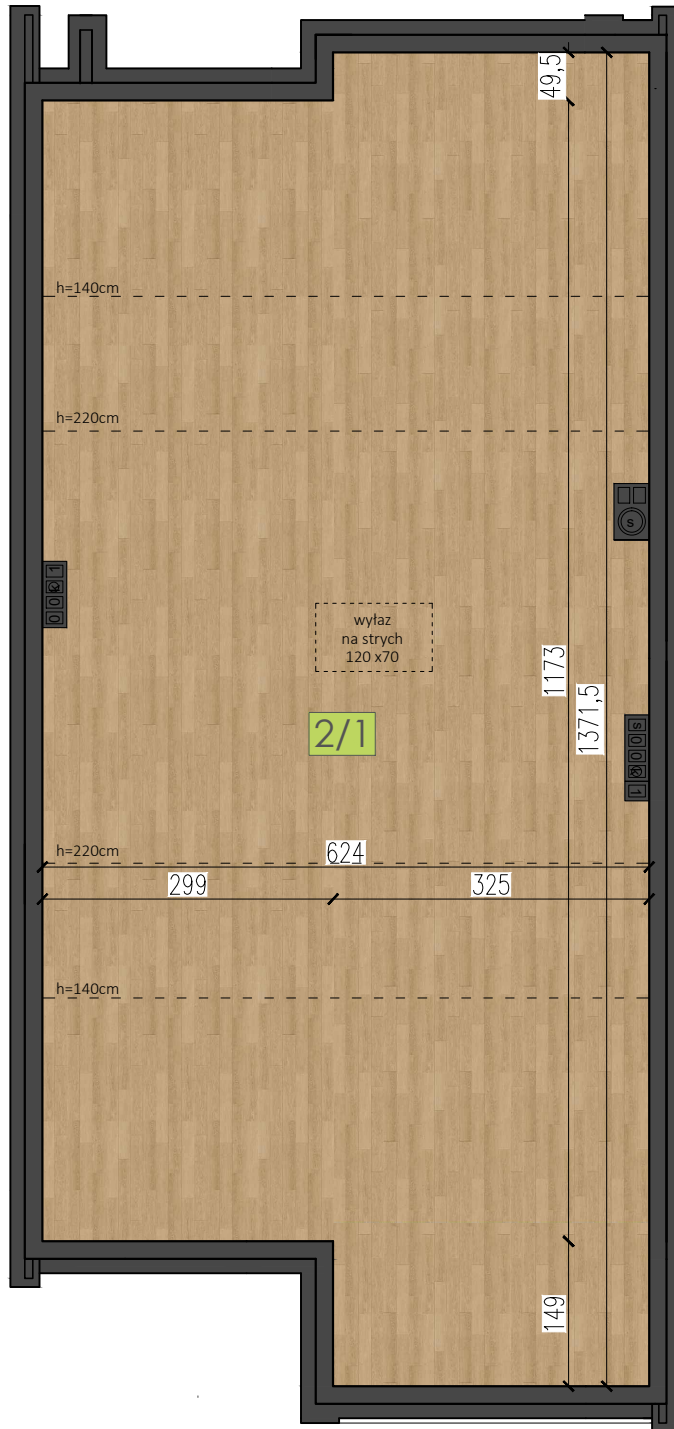 49,5
h=140cm
h=220cm
S
wyłaz
na strych
120 x70
1173
1371,5
2/1
h=220cm
624
299
325
h=140cm
149